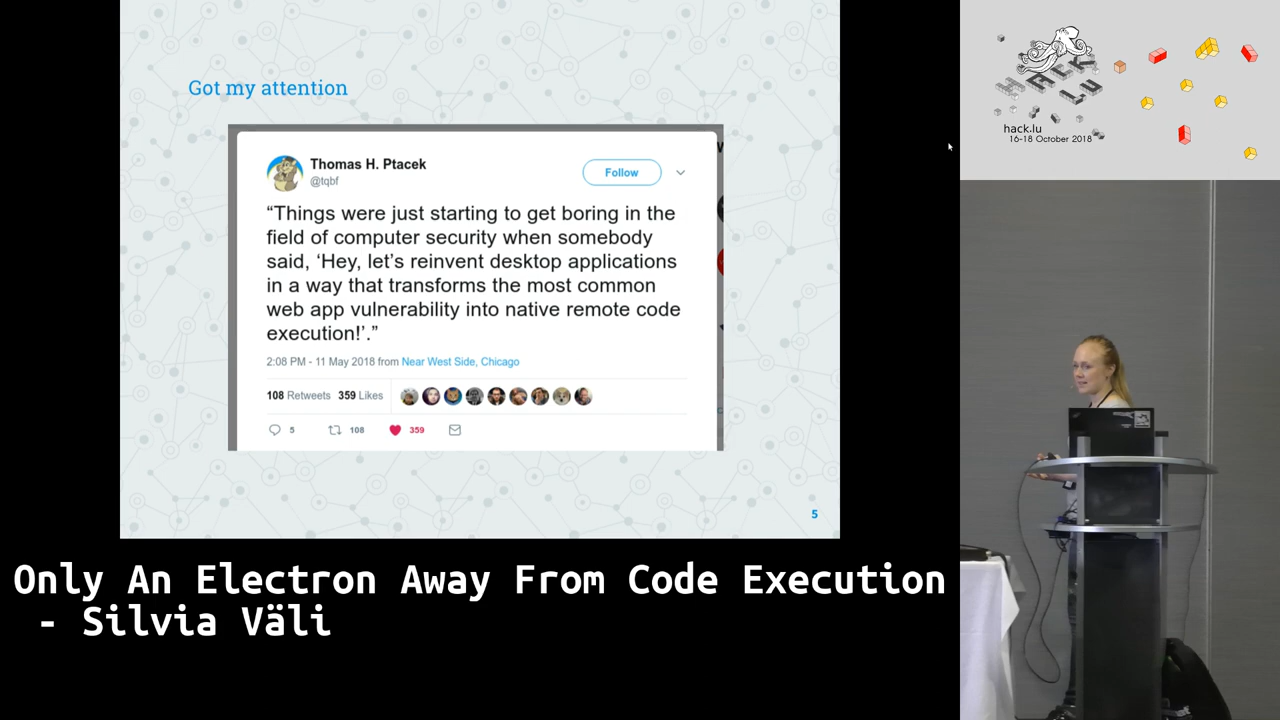 Got my attention
Thomas H. Ptacek
@tqbf
Follow
“Things were just starting to get boring in the
field of computer security when somebody
said, ‘Hey, let’s reinvent desktop applications
in a way that transforms the most common
web app vulnerability into native remote code
execution!’.”
2:08 PM - 11 May 2018 from Near West Side, Chicago
108 Retweets 359 Likes
5 108 359
5
Only An Electron Away From Code Execution
- Silvia Väli
HACK
LU
hack.lu
16-18 October 2018